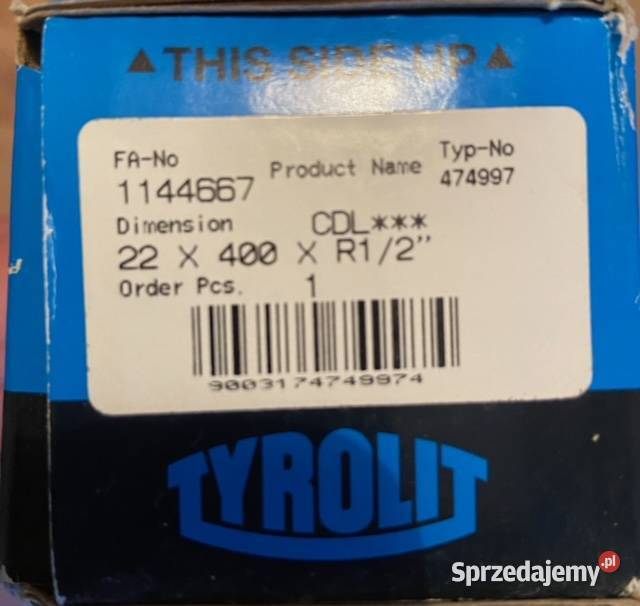 ▲THIS SIDE UP▲
FA-No Product Name Typ-No
1144667 474997
Dimension CDL***
22 X 400 X R1/2"
Order Pcs. 1
9003174749974
TYROLIT
Sprzedajemy.pl